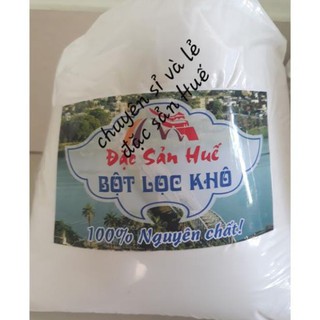 chuyên sỉ và lẻ
đặc sản Huế
Đặc Sản Huế
BỘT LỌC KHÔ
100% Nguyên chất!